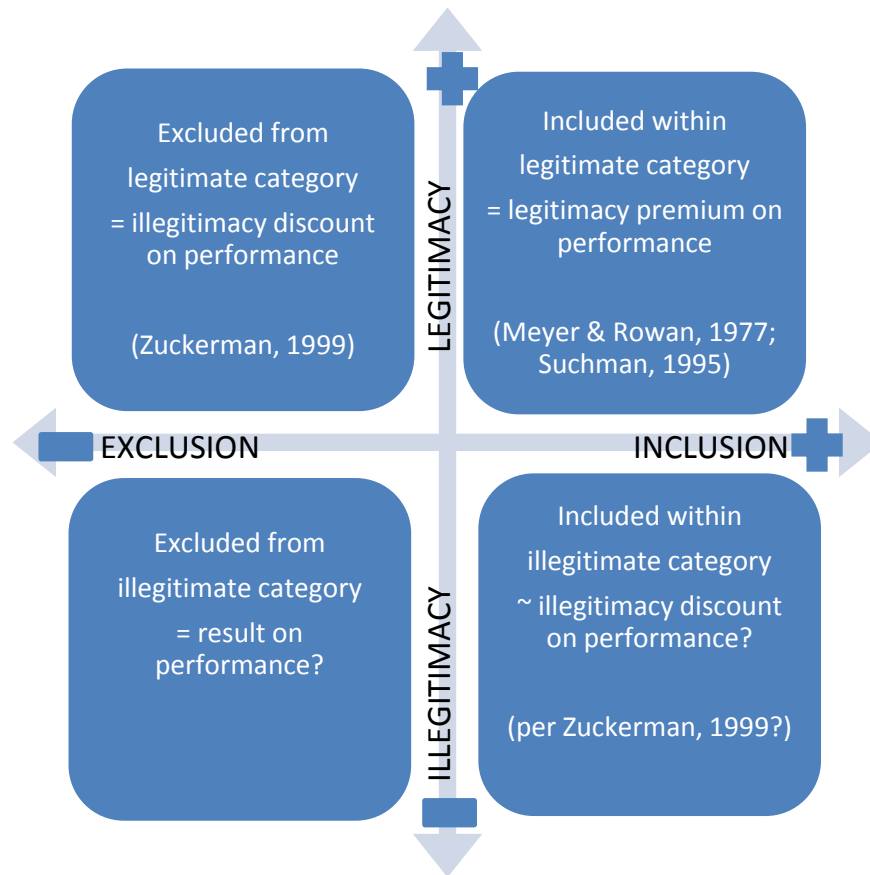 Excluded from
legitimate category
= illegitimacy discount
on performance
(Zuckerman, 1999)
LEGITIMACY
Included within
legitimate category
= legitimacy premium on
performance
(Meyer & Rowan, 1977;
Suchman, 1995)
EXCLUSION
INCLUSION
Excluded from
illegitimate category
= result on
performance?
ILLEGITIMACY
Included within
illegitimate category
~ illegitimacy discount
on performance?
(per Zuckerman, 1999?)